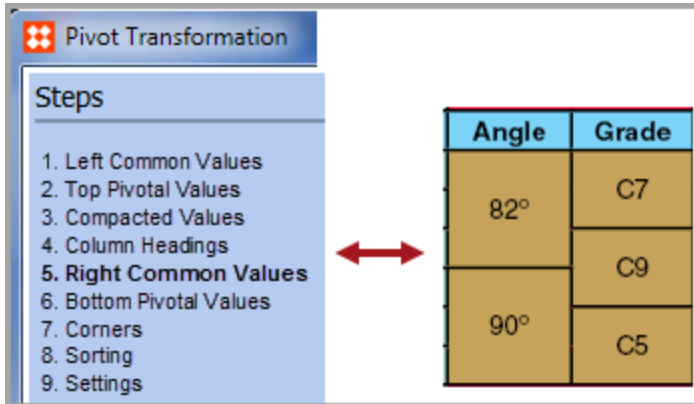 Pivot Transformation
Steps
1. Left Common Values
2. Top Pivotal Values
3. Compacted Values
4. Column Headings
5. Right Common Values
6. Bottom Pivotal Values
7. Corners
8. Sorting
9. Settings
Angle Grade
82° C7
C9
90° C5